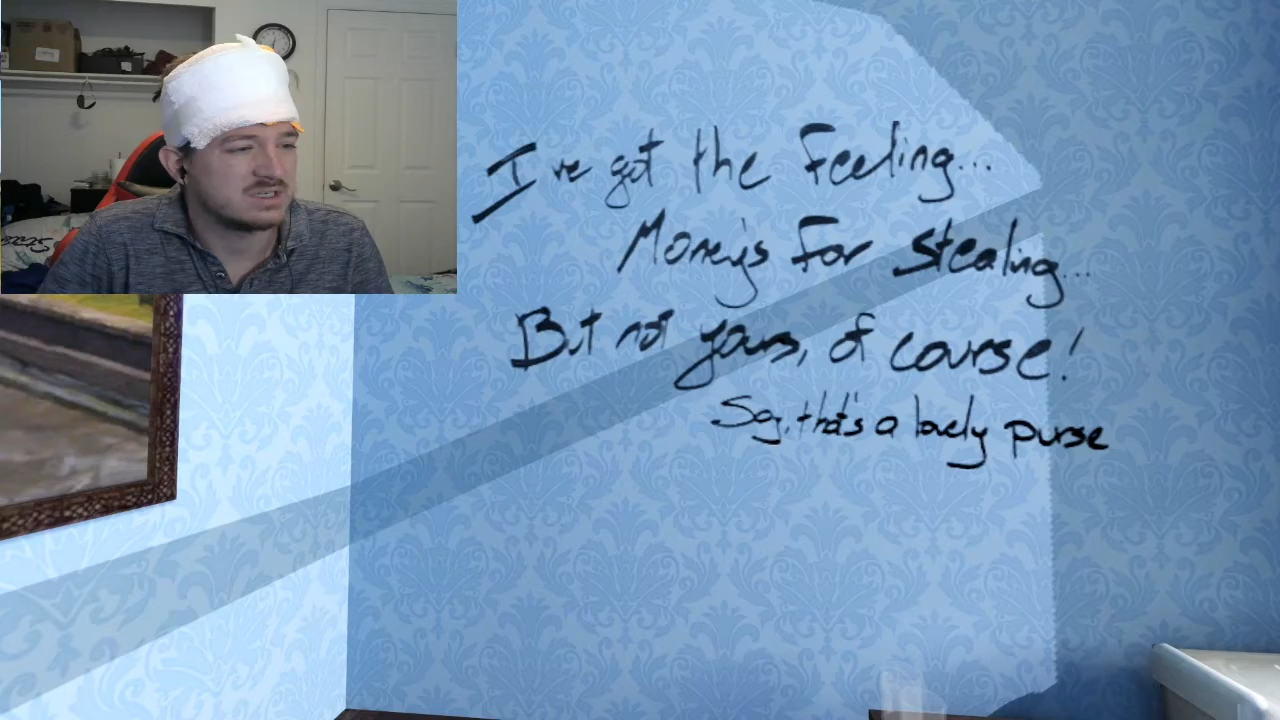 I've got the feeling...
Money's for stealing...
But not yours, of course!
Say, that's a lovely purse